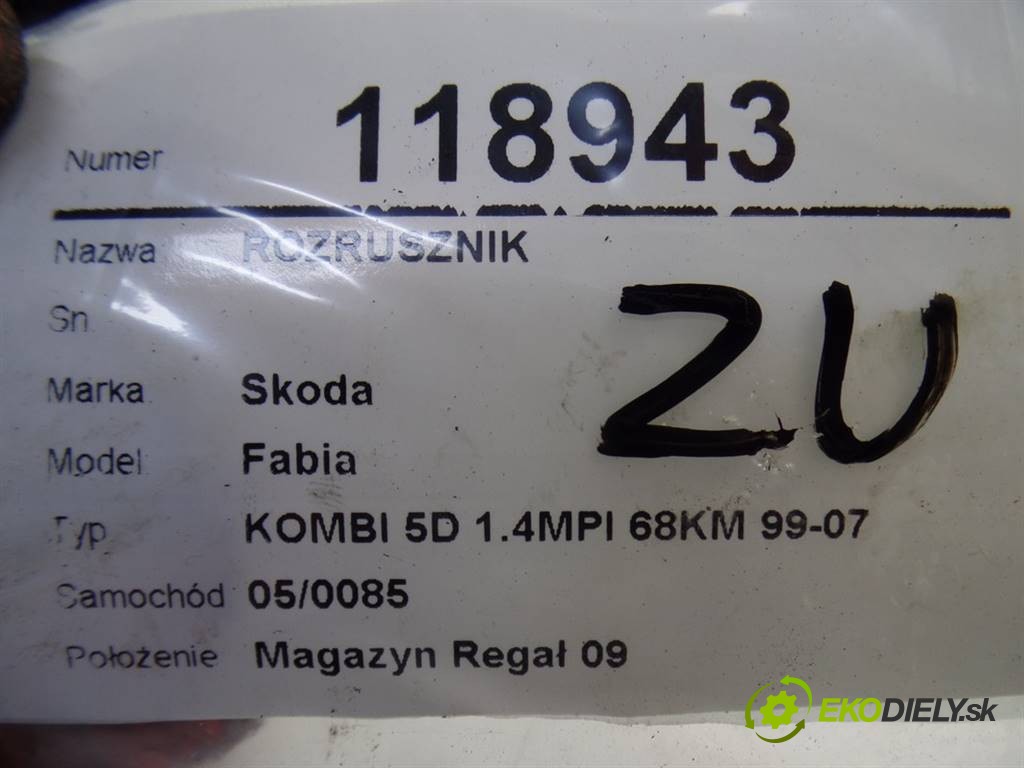 Numer 118943
Nazwa ROZRUSZNIK
Sn.
ZU
Marka Skoda
Model Fabia
Typ KOMBI 5D 1.4MPI 68KM 99-07
Samochód 05/0085
Położenie Magazyn Regał 09
EKODIELY.sk